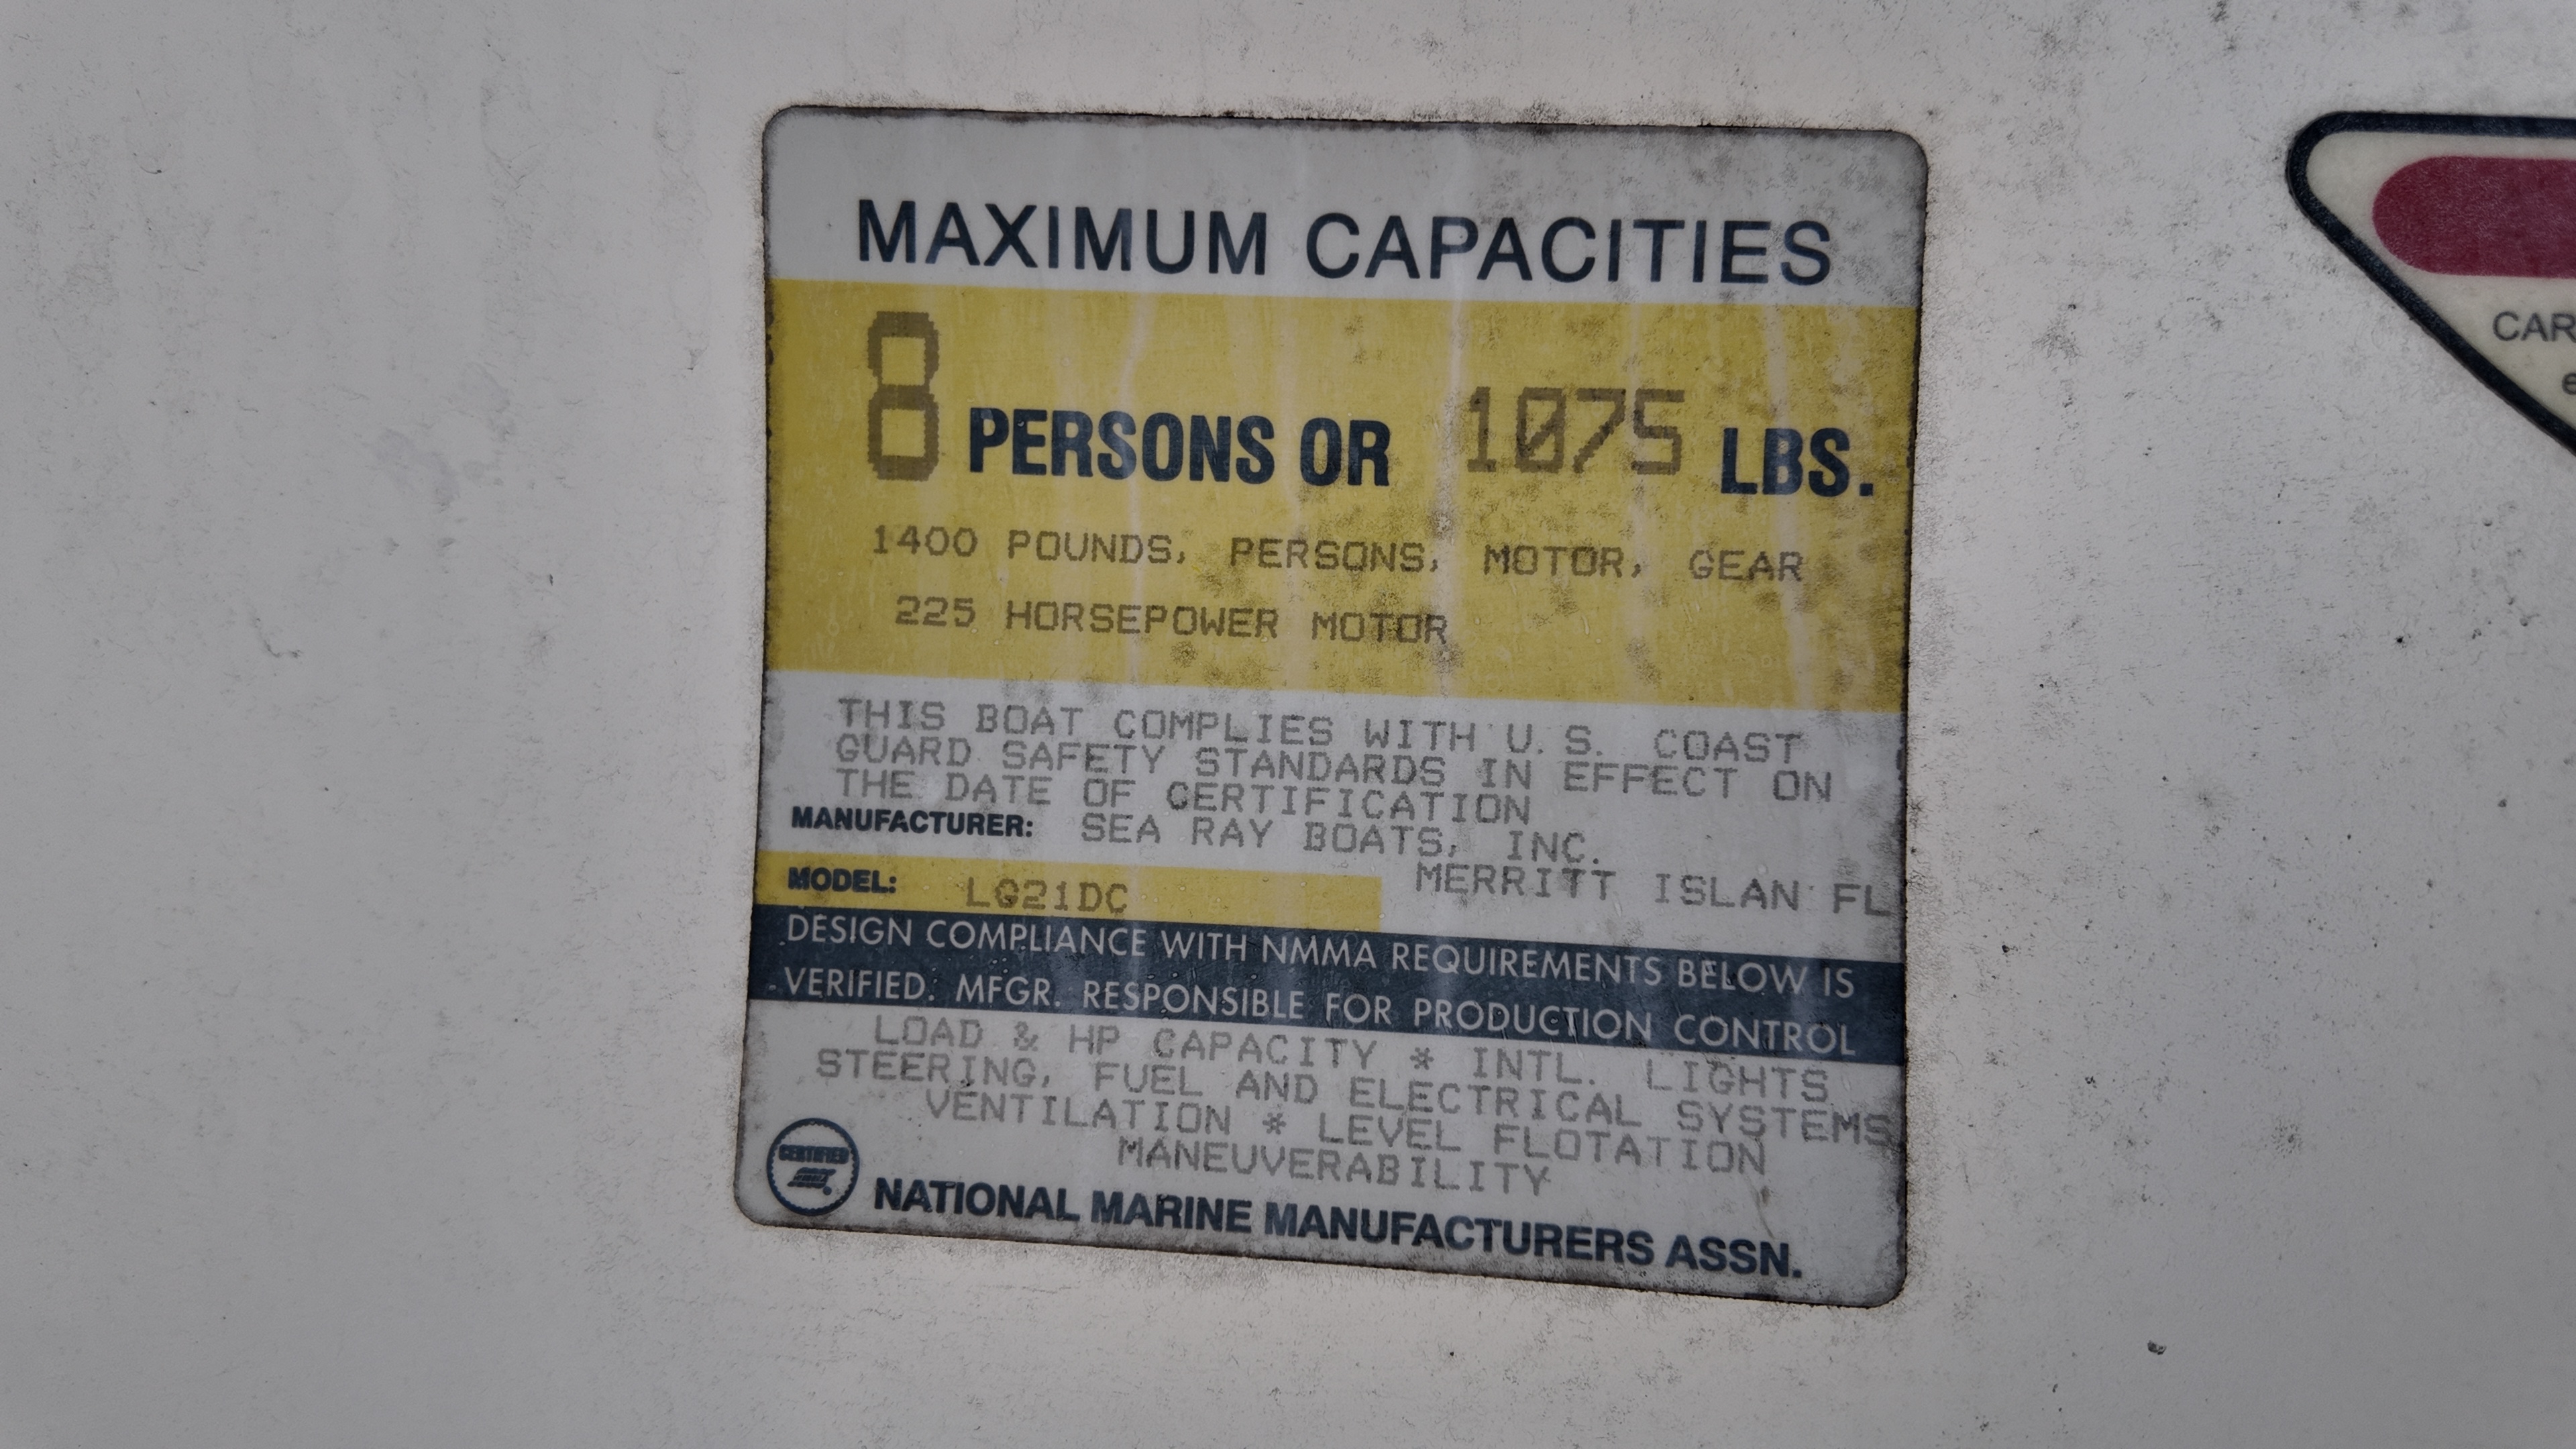 MAXIMUM CAPACITIES
8 PERSONS OR 1075 LBS.
1400 POUNDS, PERSONS, MOTOR, GEAR
225 HORSEPOWER MOTOR
THIS BOAT COMPLIES WITH U.S. COAST
GUARD SAFETY STANDARDS IN EFFECT ON
THE DATE OF CERTIFICATION
MANUFACTURER: SEA RAY BOATS, INC.
MERRITT ISLAN FL
MODEL: LG21DC
DESIGN COMPLIANCE WITH NMMA REQUIREMENTS BELOW IS
VERIFIED. MFGR. RESPONSIBLE FOR PRODUCTION CONTROL
LOAD & HP CAPACITY * INTL. LIGHTS
STEERING, FUEL AND ELECTRICAL SYSTEMS
VENTILATION * LEVEL FLOTATION
MANEUVERABILITY
CERTIFIED
NATIONAL MARINE MANUFACTURERS ASSN.
CAR